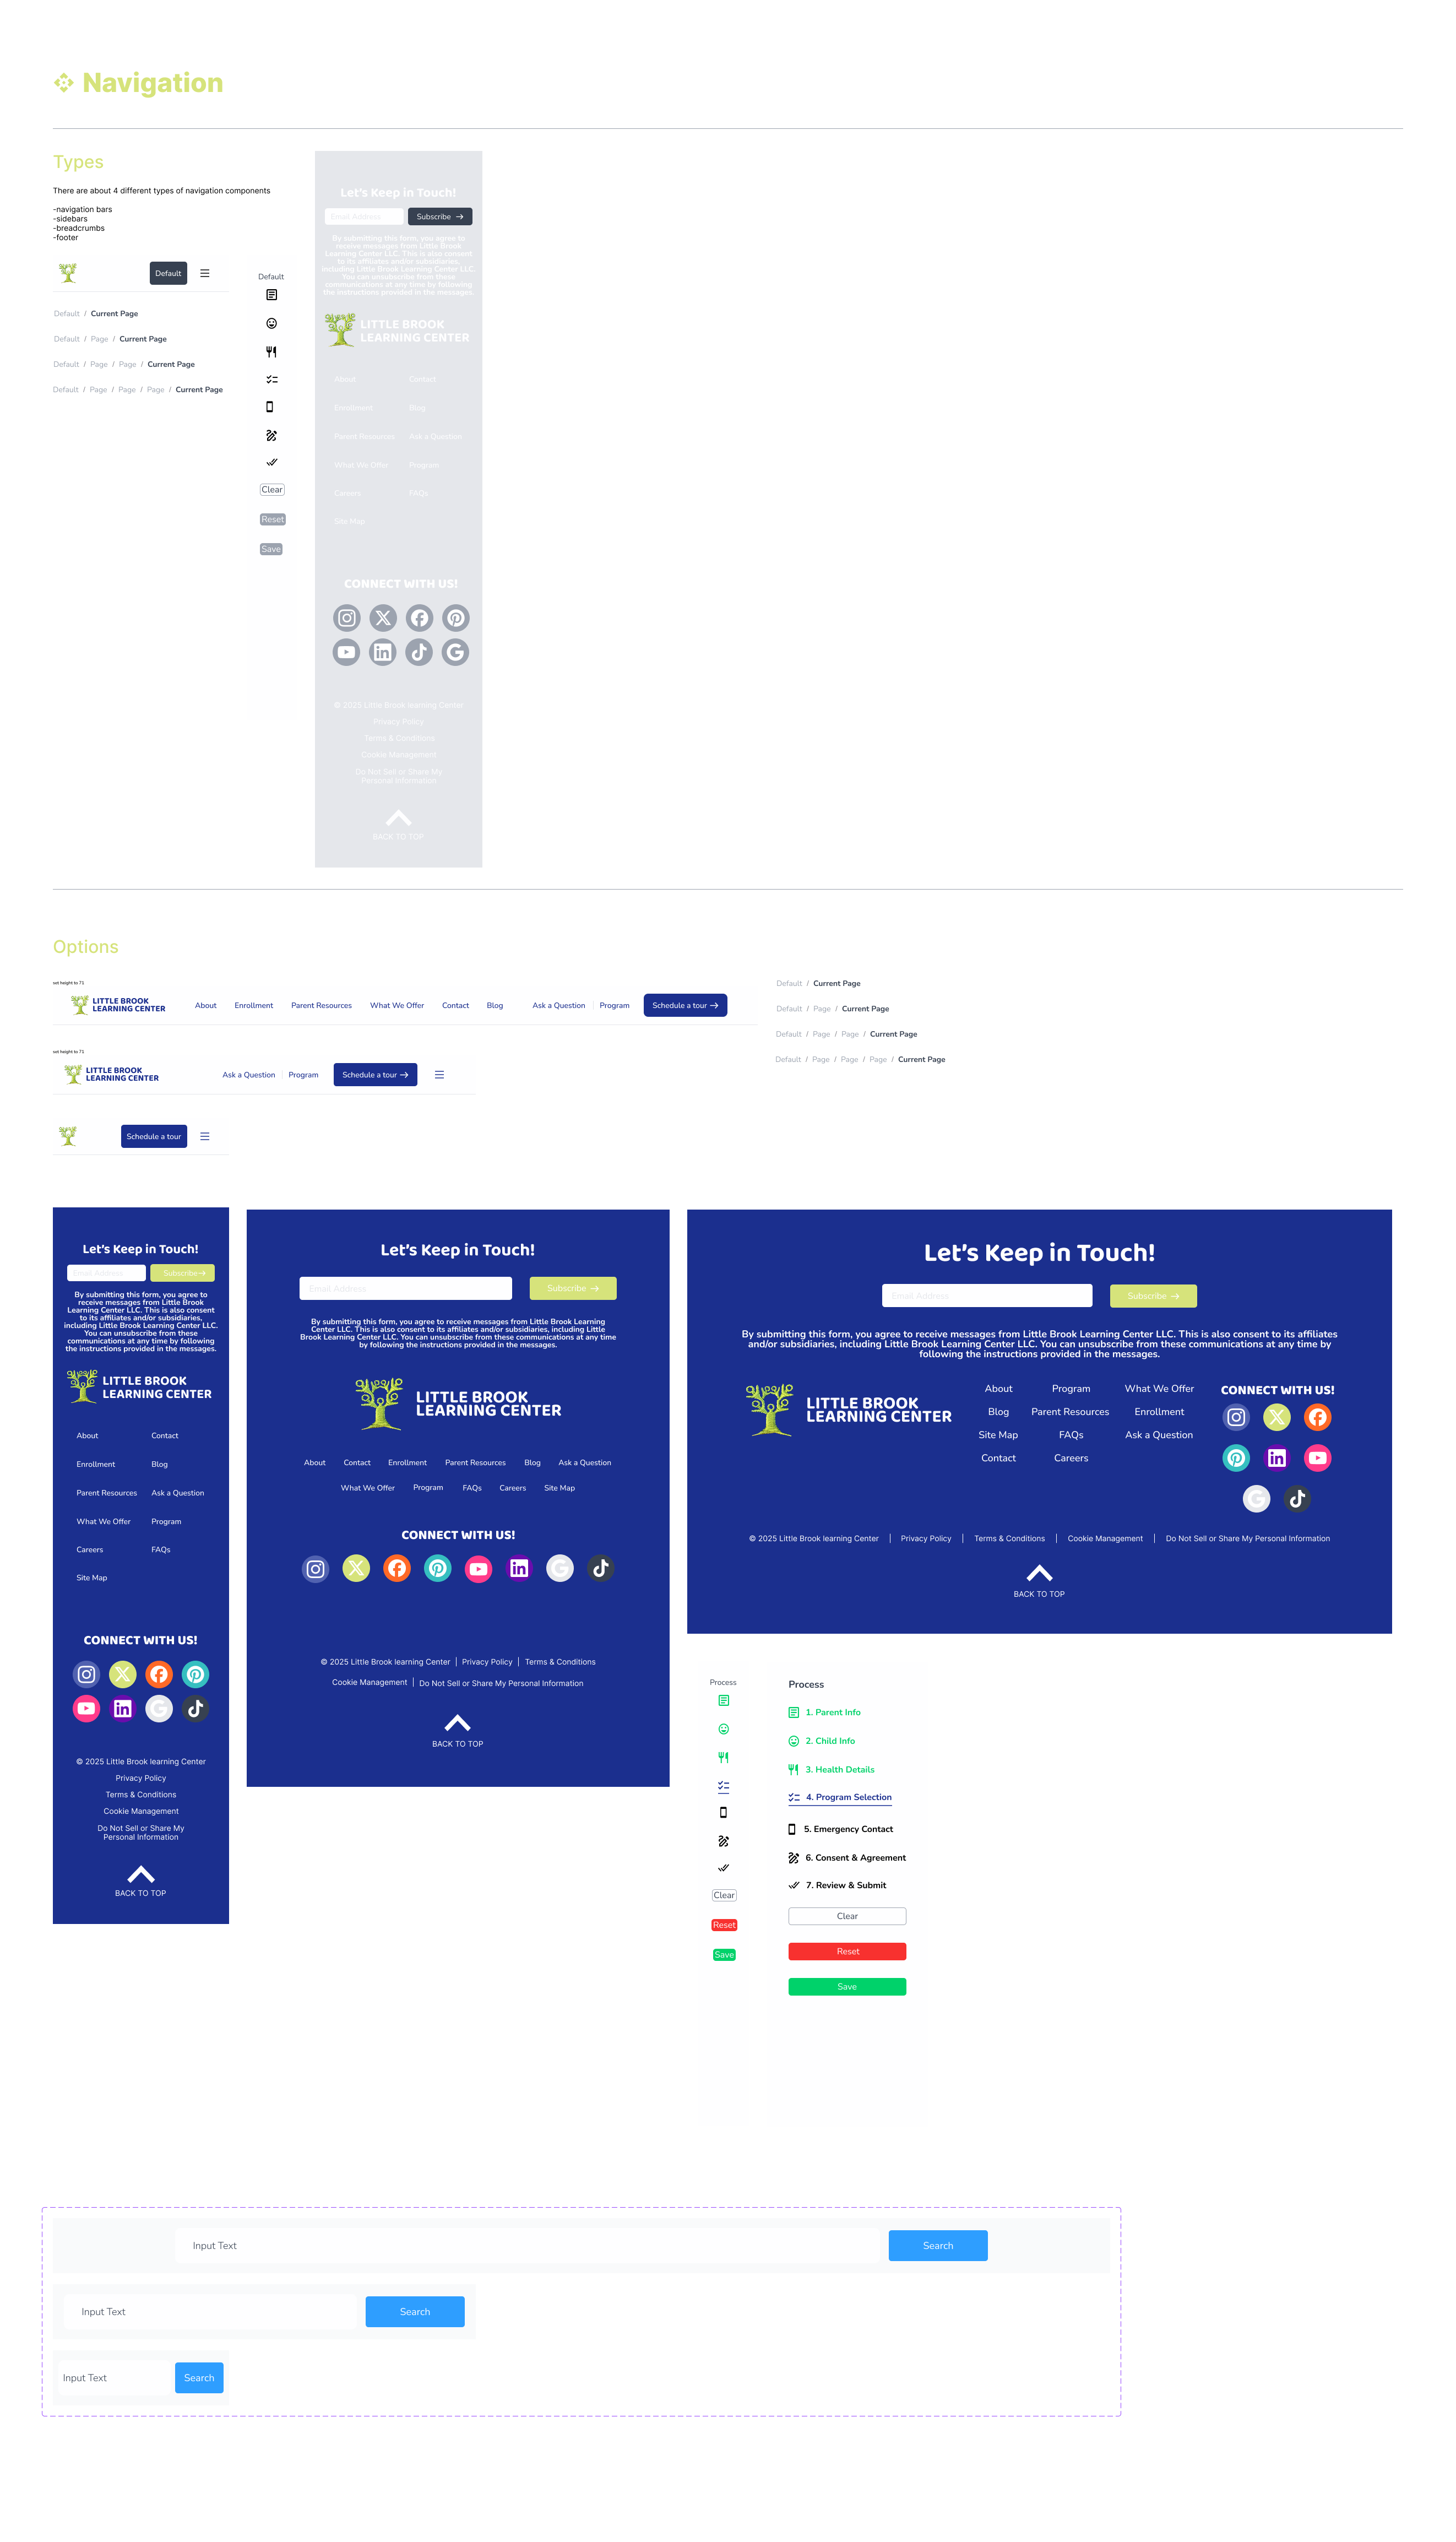 Navigation
Types
There are about 4 different types of navigation components
-navigation bars
-sidebars
-breadcrumbs
-footer
Default
Default / Current Page
Default / Page / Current Page
Default / Page / Page / Current Page
Default / Page / Page / Page / Current Page
Default
Clear
Reset
Save
Let's Keep in Touch!
Email Address
Subscribe
By submitting this form, you agree to
receive messages from Little Brook
Learning Center LLC. This is also consent
to its affiliates and/or subsidiaries,
including Little Brook Learning Center LLC.
You can unsubscribe from these
communications at any time by following
the instructions provided in the messages.
LITTLE BROOK
LEARNING CENTER
About Contact
Enrollment Blog
Parent Resources Ask a Question
What We Offer Program
Careers FAQs
Site Map
CONNECT WITH US!
© 2025 Little Brook learning Center
Privacy Policy
Terms & Conditions
Cookie Management
Do Not Sell or Share My
Personal Information
BACK TO TOP
Options
set height to 71
LITTLE BROOK
LEARNING CENTER
About Enrollment Parent Resources What We Offer Contact Blog Ask a Question Program Schedule a tour
set height to 71
LITTLE BROOK
LEARNING CENTER
Ask a Question Program Schedule a tour
Schedule a tour
Default / Current Page
Default / Page / Current Page
Default / Page / Page / Current Page
Default / Page / Page / Page / Current Page
Let's Keep in Touch!
Email Address
Subscribe
By submitting this form, you agree to
receive messages from Little Brook
Learning Center LLC. This is also consent
to its affiliates and/or subsidiaries,
including Little Brook Learning Center LLC.
You can unsubscribe from these
communications at any time by following
the instructions provided in the messages.
LITTLE BROOK
LEARNING CENTER
About Contact
Enrollment Blog
Parent Resources Ask a Question
What We Offer Program
Careers FAQs
Site Map
CONNECT WITH US!
© 2025 Little Brook learning Center
Privacy Policy
Terms & Conditions
Cookie Management
Do Not Sell or Share My
Personal Information
BACK TO TOP
Let's Keep in Touch!
Email Address
Subscribe
By submitting this form, you agree to receive messages from Little Brook Learning
Center LLC. This is also consent to its affiliates and/or subsidiaries, including Little
Brook Learning Center LLC. You can unsubscribe from these communications at any time
by following the instructions provided in the messages.
LITTLE BROOK
LEARNING CENTER
About Contact Enrollment Parent Resources Blog Ask a Question
What We Offer Program FAQs Careers Site Map
CONNECT WITH US!
© 2025 Little Brook learning Center Privacy Policy Terms & Conditions
Cookie Management Do Not Sell or Share My Personal Information
BACK TO TOP
Let's Keep in Touch!
Email Address
Subscribe
By submitting this form, you agree to receive messages from Little Brook Learning Center LLC. This is also consent to its affiliates
and/or subsidiaries, including Little Brook Learning Center LLC. You can unsubscribe from these communications at any time by
following the instructions provided in the messages.
LITTLE BROOK
LEARNING CENTER
About Program What We Offer
Blog Parent Resources Enrollment
Site Map FAQs Ask a Question
Contact Careers
CONNECT WITH US!
© 2025 Little Brook learning Center Privacy Policy Terms & Conditions Cookie Management Do Not Sell or Share My Personal Information
BACK TO TOP
Process
Clear
Reset
Save
Process
1. Parent Info
2. Child Info
3. Health Details
4. Program Selection
5. Emergency Contact
6. Consent & Agreement
7. Review & Submit
Clear
Reset
Save
Input Text Search
Input Text Search
Input Text Search